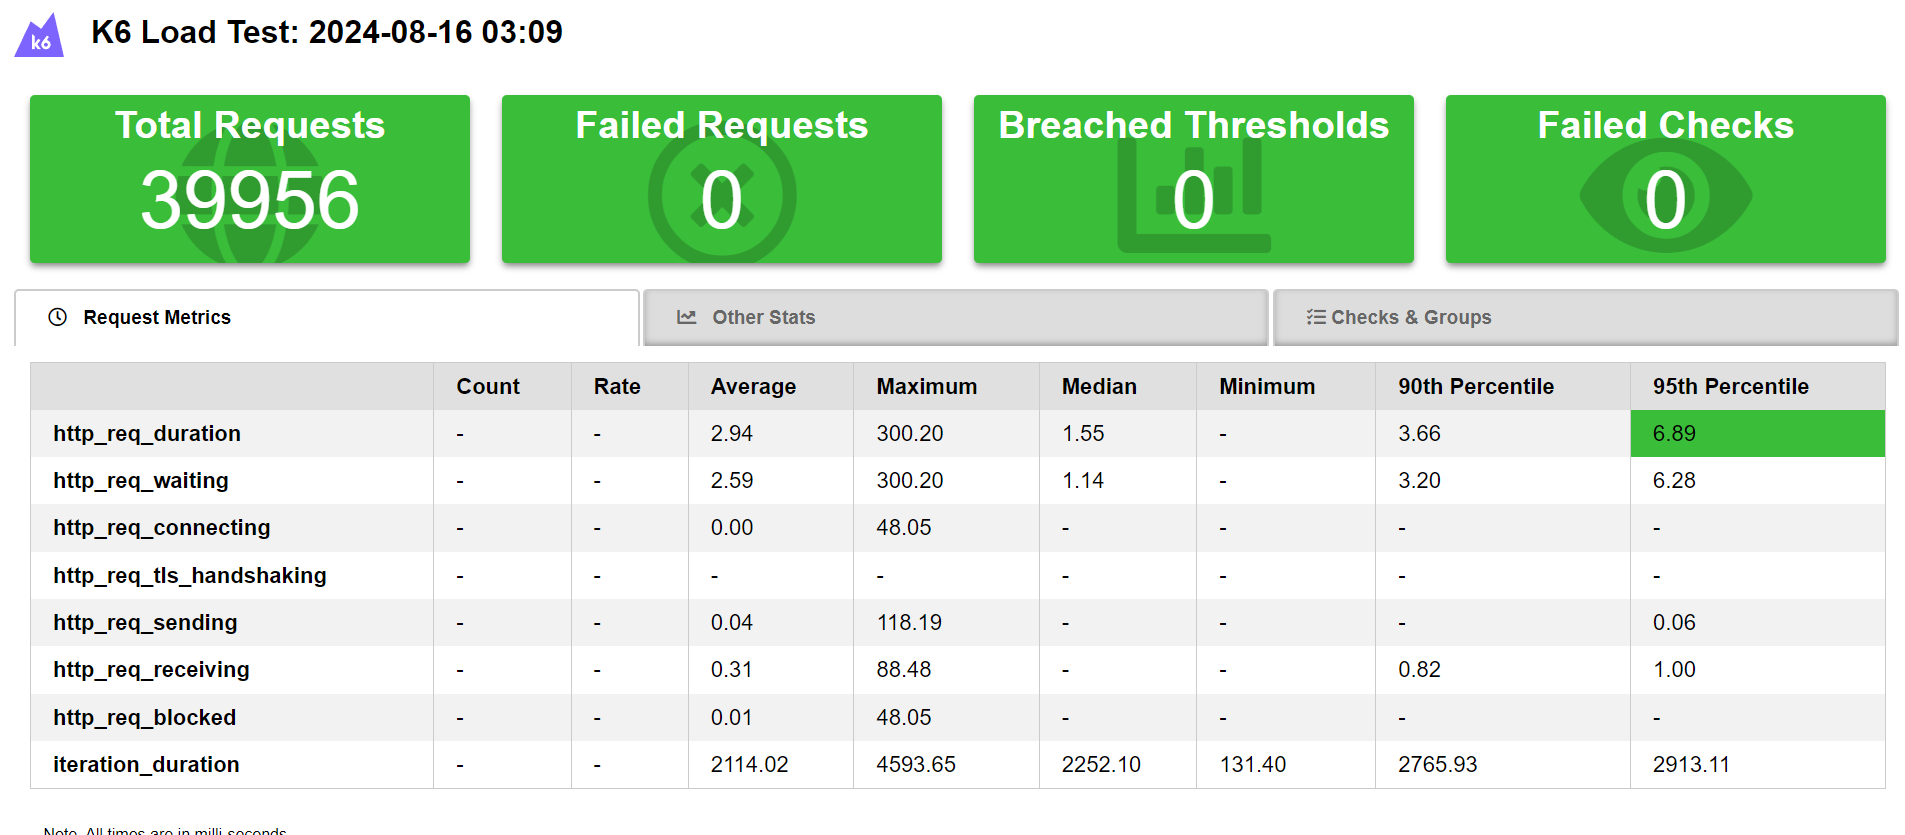 k6
K6 Load Test: 2024-08-16 03:09
Total Requests
39956
Failed Requests
0
Breached Thresholds
0
Failed Checks
0
Request Metrics
Other Stats
Checks & Groups
Count Rate Average Maximum Median Minimum 90th Percentile 95th Percentile
http_req_duration - - 2.94 300.20 1.55 - 3.66 6.89
http_req_waiting - - 2.59 300.20 1.14 - 3.20 6.28
http_req_connecting - - 0.00 48.05 - - - -
http_req_tls_handshaking - - - - - - - -
http_req_sending - - 0.04 118.19 - - - 0.06
http_req_receiving - - 0.31 88.48 - - 0.82 1.00
http_req_blocked - - 0.01 48.05 - - - -
iteration_duration - - 2114.02 4593.65 2252.10 131.40 2765.93 2913.11
Note. All times are in milli-seconds